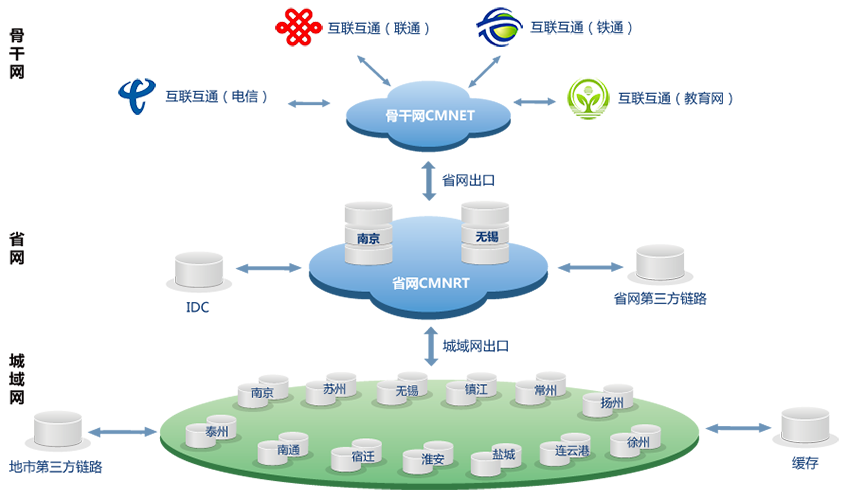 骨干网
互联互通（联通）
互联互通（铁通）
互联互通（电信）
互联互通（教育网）
骨干网CMNET
省网出口
省网
南京
无锡
省网CMNRT
IDC
省网第三方链路
城域网出口
城域网
南京
苏州
无锡
镇江
常州
扬州
泰州
南通
宿迁
淮安
盐城
连云港
徐州
地市第三方链路
缓存